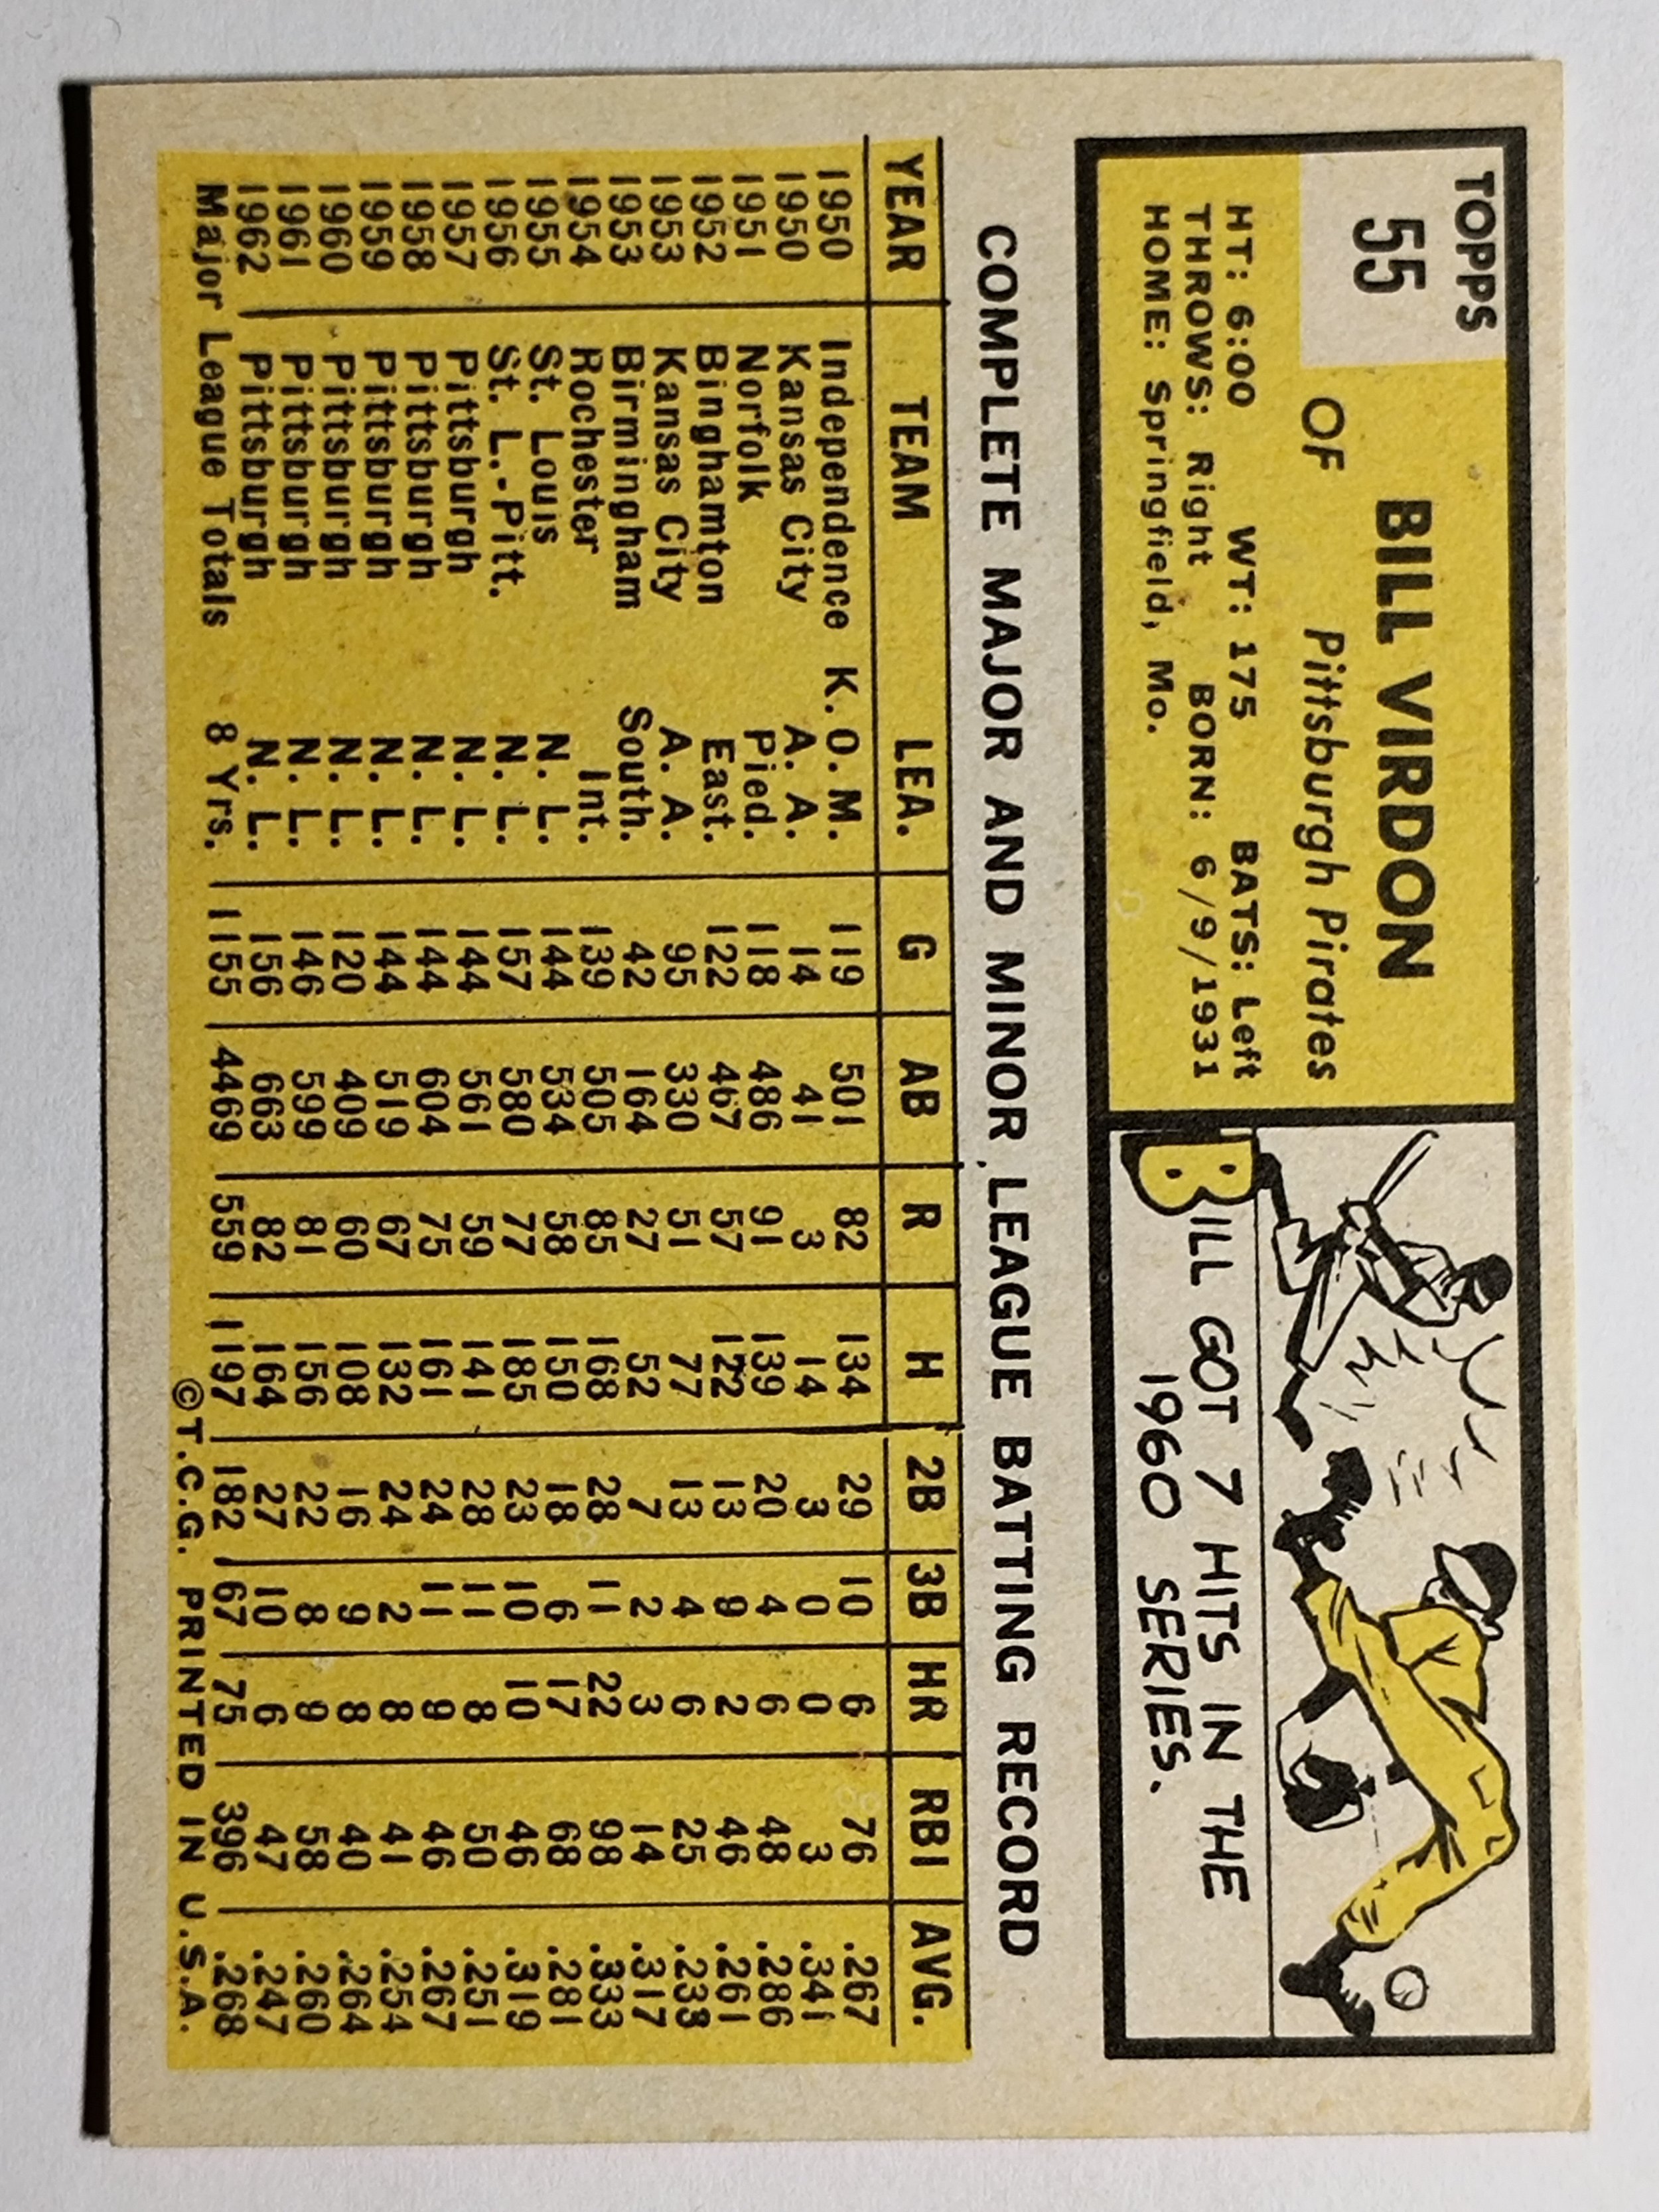 TOPPS
55
BILL VIRDON
OF Pittsburgh Pirates
HT: 6:00 WT: 175 BATS: Left
THROWS: Right BORN: 6/9/1931
HOME: Springfield, Mo.
BILL GOT 7 HITS IN THE
1960 SERIES.
COMPLETE MAJOR AND MINOR LEAGUE BATTING RECORD
YEAR TEAM LEA. G AB R H 2B 3B HR RBI AVG.
1950 Independence K. O. M. 119 501 82 134 29 10 6 76 .267
1950 Kansas City A. A. 14 41 3 14 3 0 0 3 .341
1951 Norfolk Pied. 118 486 91 139 20 4 6 48 .286
1952 Binghamton East. 122 467 57 122 13 9 2 46 .261
1953 Kansas City A. A. 95 330 51 77 13 4 6 25 .233
1953 Birmingham South. 42 164 27 52 7 2 3 14 .317
1954 Rochester Int. 139 505 85 168 28 11 22 98 .333
1955 St. Louis N. L. 144 534 58 150 18 6 17 68 .281
1956 St. L.-Pitt. N. L. 157 580 77 185 23 10 10 46 .319
1957 Pittsburgh N. L. 144 561 59 141 28 11 8 50 .251
1958 Pittsburgh N. L. 144 604 75 161 24 11 9 46 .267
1959 Pittsburgh N. L. 144 519 67 132 24 2 8 41 .254
1960 Pittsburgh N. L. 120 409 60 108 16 9 8 40 .264
1961 Pittsburgh N. L. 146 599 81 156 22 8 9 58 .260
1962 Pittsburgh N. L. 156 663 82 164 27 10 6 47 .247
Major League Totals 8 Yrs. 1155 4469 559 1197 182 67 75 396 .268
©T.C.G. PRINTED IN U.S.A.